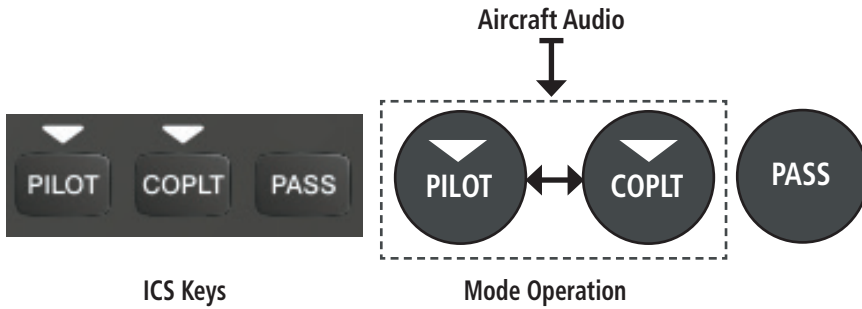 Aircraft Audio
PILOT COPLT PASS
PILOT COPLT PASS
ICS Keys
Mode Operation